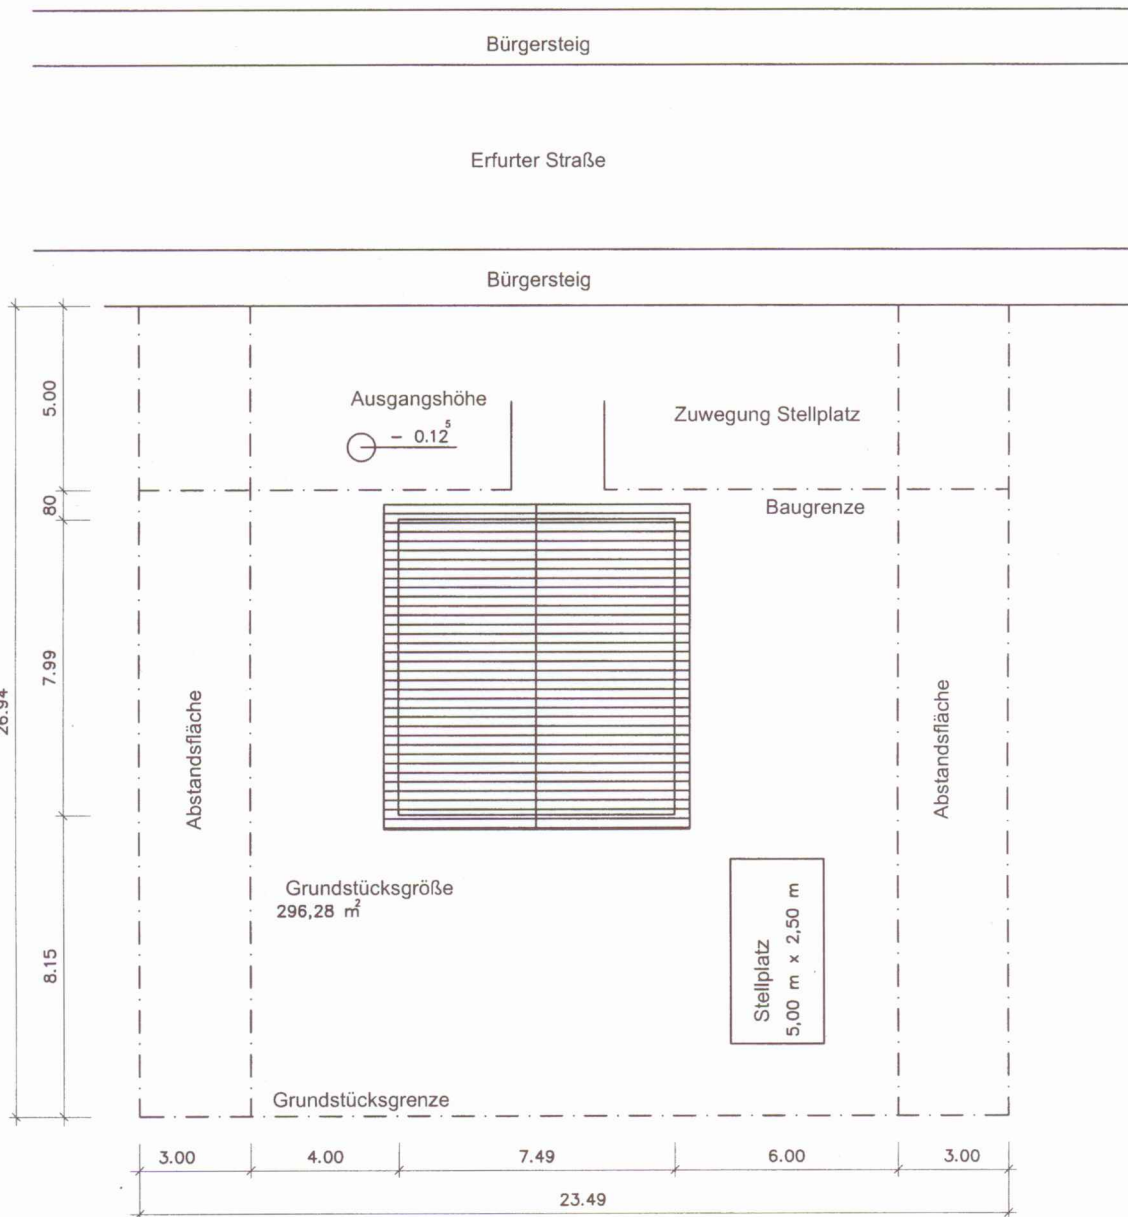 Bürgersteig
Erfurter Straße
Bürgersteig
Ausgangshöhe
– 0.12⁵
Zuwegung Stellplatz
Baugrenze
5.00
80
7.99
26.94
8.15
Abstandsfläche
Abstandsfläche
Grundstücksgröße
296,28 m²
Stellplatz
5,00 m x 2,50 m
Grundstücksgrenze
3.00
4.00
7.49
6.00
3.00
23.49